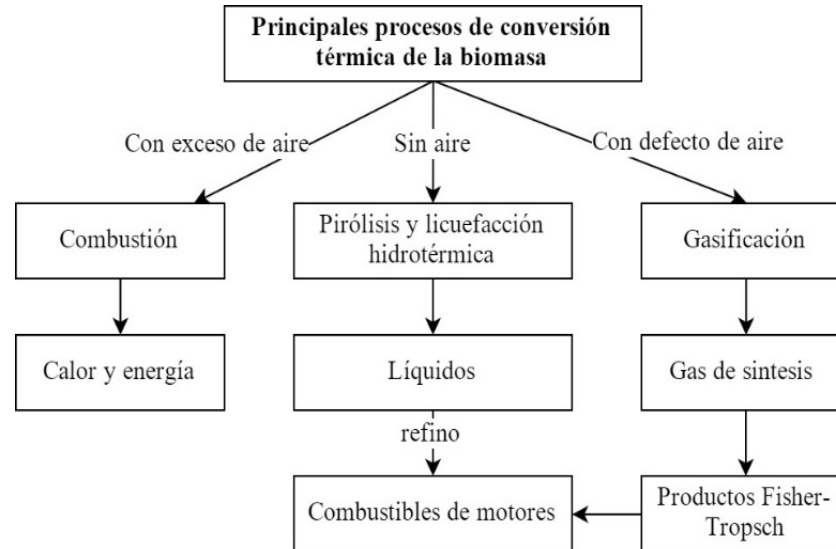 Principales procesos de conversión
térmica de la biomasa
Con exceso de aire
Sin aire
Con defecto de aire
Combustión
Pirólisis y licuefacción
hidrotérmica
Gasificación
Calor y energía
Líquidos
Gas de sintesis
refino
Combustibles de motores
Productos Fisher-
Tropsch